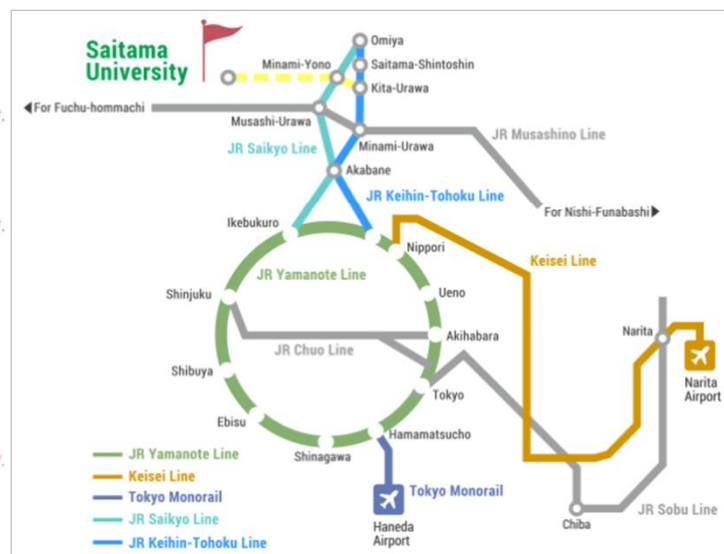 Omiya
Saitama
University
Minami-Yono
Saitama-Shintoshin
Kita-Urawa
For Fuchu-hommachi
Musashi-Urawa
JR Musashino Line
Minami-Urawa
JR Saikyo Line
Akabane
JR Keihin-Tohoku Line
For Nishi-Funabashi
Ikebukuro
Nippori
Keisei Line
JR Yamanote Line
Ueno
Shinjuku
Akihabara
Narita
JR Chuo Line
Shibuya
Tokyo
Narita
Airport
Ebisu
Hamamatsucho
Shinagawa
JR Yamanote Line
Keisei Line
Tokyo Monorail
JR Saikyo Line
JR Keihin-Tohoku Line
Tokyo Monorail
Haneda
Airport
Chiba
JR Sobu Line